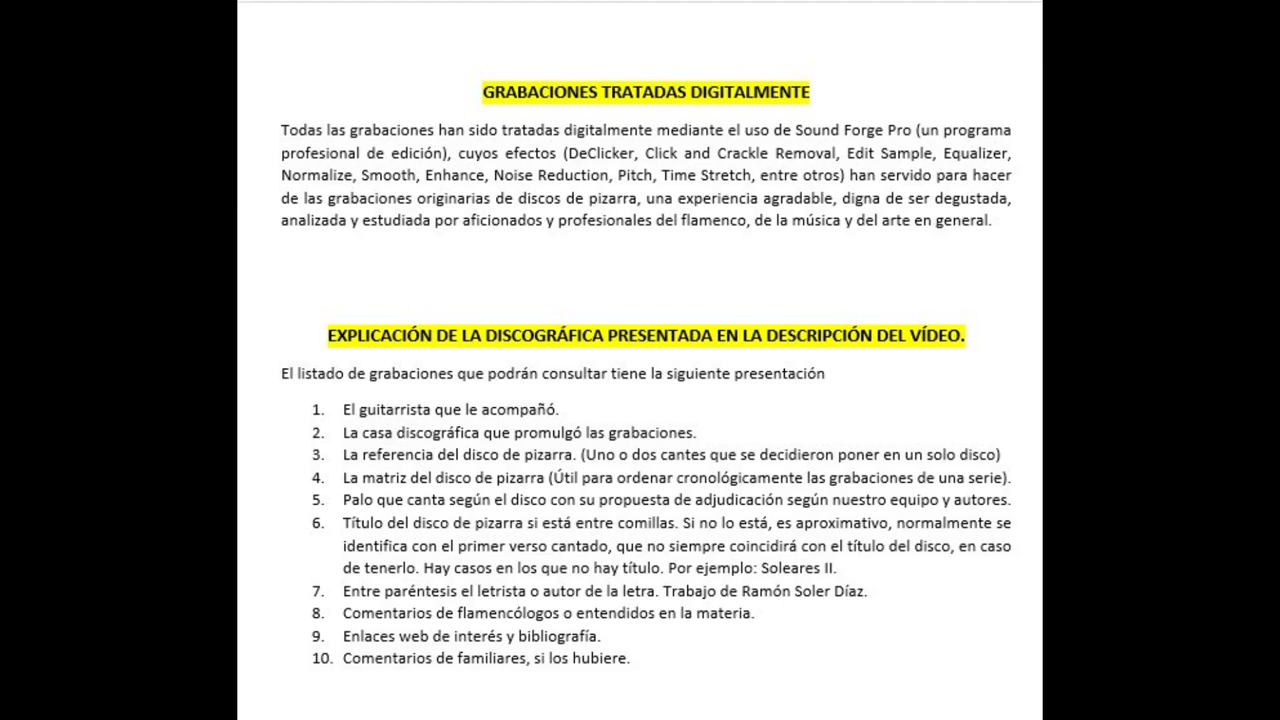 GRABACIONES TRATADAS DIGITALMENTE
Todas las grabaciones han sido tratadas digitalmente mediante el uso de Sound Forge Pro (un programa
profesional de edición), cuyos efectos (DeClicker, Click and Crackle Removal, Edit Sample, Equalizer,
Normalize, Smooth, Enhance, Noise Reduction, Pitch, Time Stretch, entre otros) han servido para hacer
de las grabaciones originarias de discos de pizarra, una experiencia agradable, digna de ser degustada,
analizada y estudiada por aficionados y profesionales del flamenco, de la música y del arte en general.
EXPLICACIÓN DE LA DISCOGRÁFICA PRESENTADA EN LA DESCRIPCIÓN DEL VÍDEO.
El listado de grabaciones que podrán consultar tiene la siguiente presentación
1. El guitarrista que le acompañó.
2. La casa discográfica que promulgó las grabaciones.
3. La referencia del disco de pizarra. (Uno o dos cantes que se decidieron poner en un solo disco)
4. La matriz del disco de pizarra (Útil para ordenar cronológicamente las grabaciones de una serie).
5. Palo que canta según el disco con su propuesta de adjudicación según nuestro equipo y autores.
6. Título del disco de pizarra si está entre comillas. Si no lo está, es aproximativo, normalmente se
identifica con el primer verso cantado, que no siempre coincidirá con el título del disco, en caso
de tenerlo. Hay casos en los que no hay título. Por ejemplo: Soleares II.
7. Entre paréntesis el letrista o autor de la letra. Trabajo de Ramón Soler Díaz.
8. Comentarios de flamencólogos o entendidos en la materia.
9. Enlaces web de interés y bibliografía.
10. Comentarios de familiares, si los hubiere.